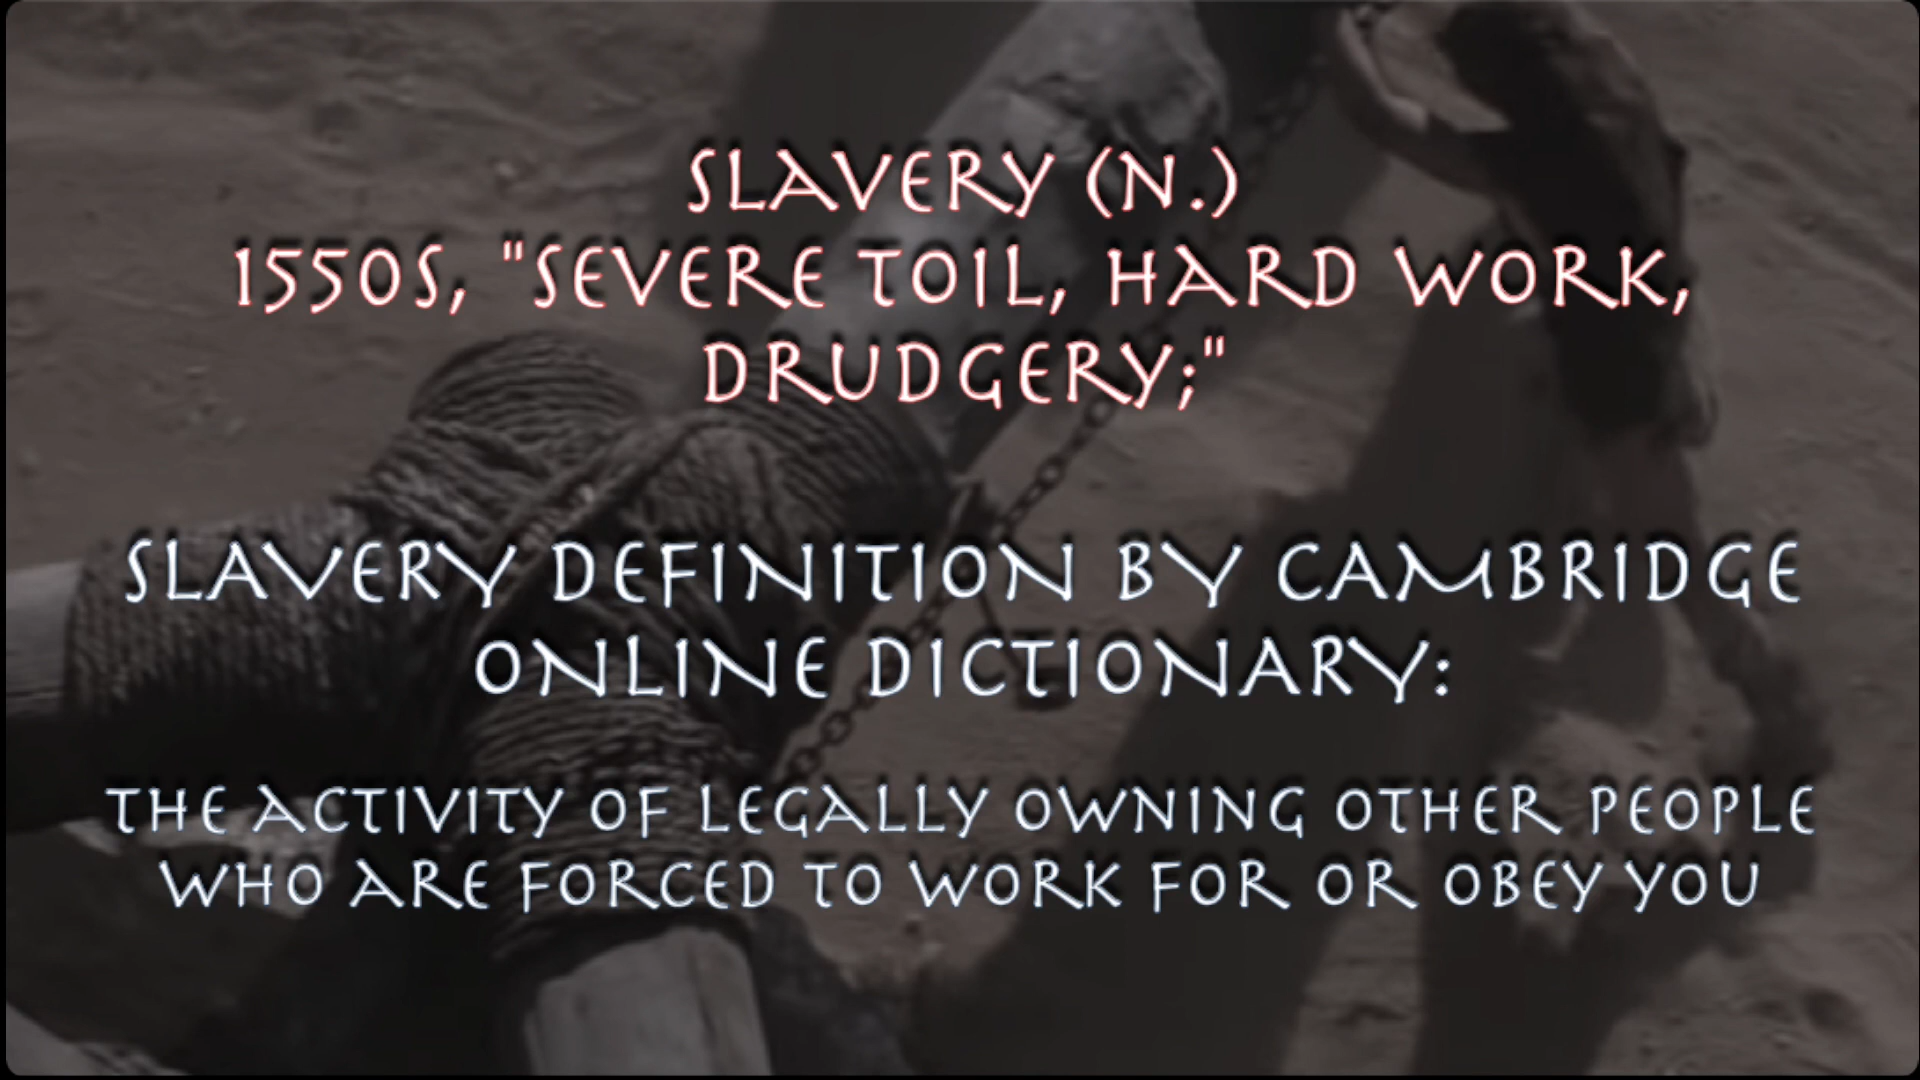 SLAVERY (N.)
1550S, "SEVERE TOIL, HARD WORK,
DRUDGERY;"
SLAVERY DEFINITION BY CAMBRIDGE
ONLINE DICTIONARY:
THE ACTIVITY OF LEGALLY OWNING OTHER PEOPLE
WHO ARE FORCED TO WORK FOR OR OBEY YOU